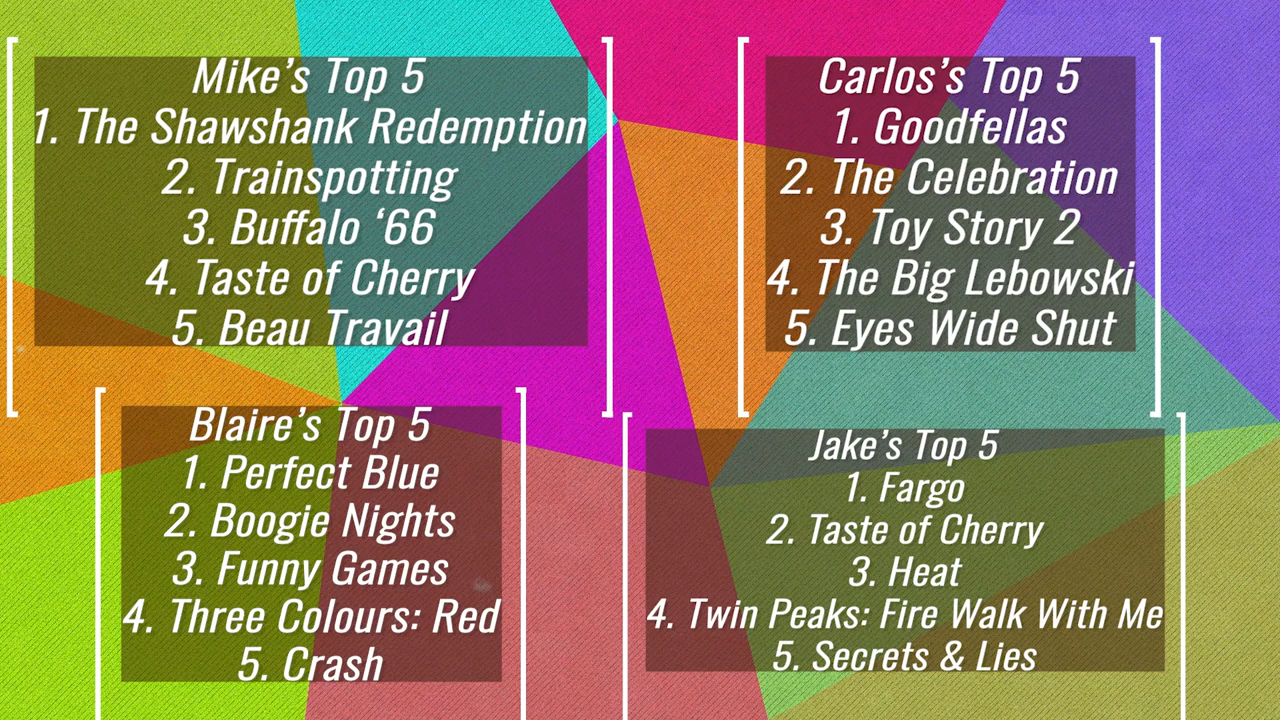 Mike’s Top 5
1. The Shawshank Redemption
2. Trainspotting
3. Buffalo ‘66
4. Taste of Cherry
5. Beau Travail
Carlos’s Top 5
1. Goodfellas
2. The Celebration
3. Toy Story 2
4. The Big Lebowski
5. Eyes Wide Shut
Blaire’s Top 5
1. Perfect Blue
2. Boogie Nights
3. Funny Games
4. Three Colours: Red
5. Crash
Jake’s Top 5
1. Fargo
2. Taste of Cherry
3. Heat
4. Twin Peaks: Fire Walk With Me
5. Secrets & Lies